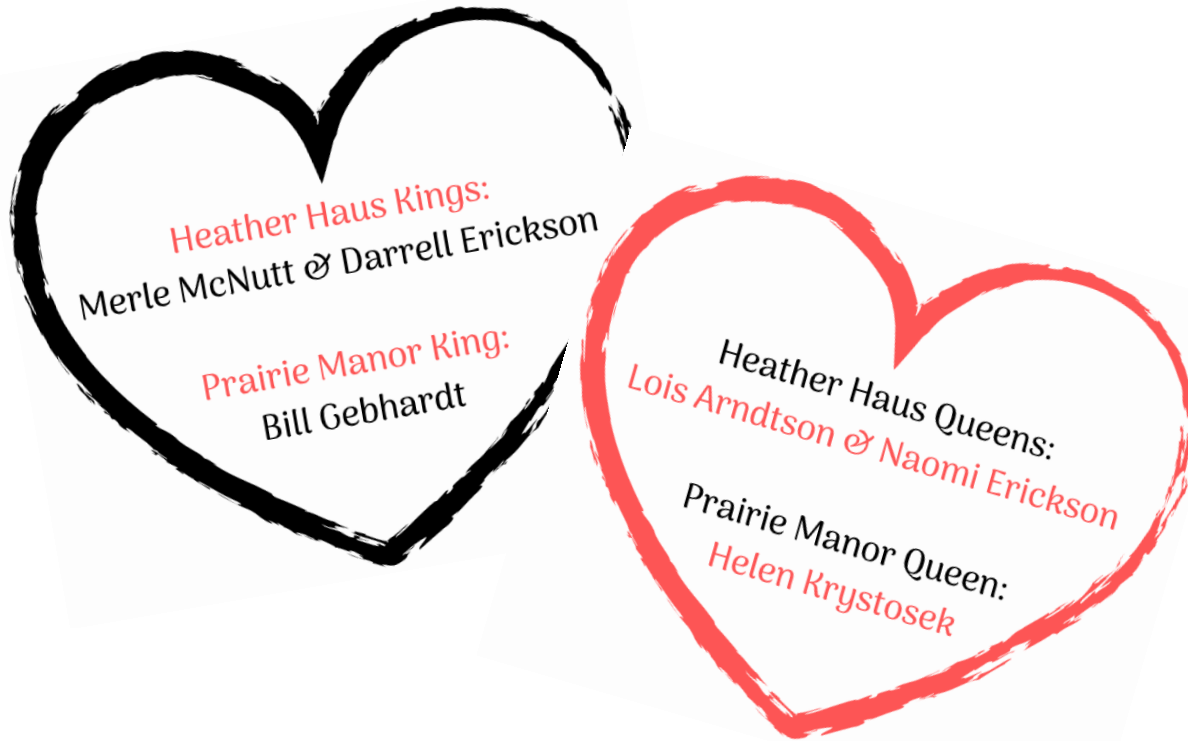 Heather Haus Kings:
Merle McNutt & Darrell Erickson
Prairie Manor King:
Bill Gebhardt
Heather Haus Queens:
Lois Arndtson & Naomi Erickson
Prairie Manor Queen:
Helen Krystosek